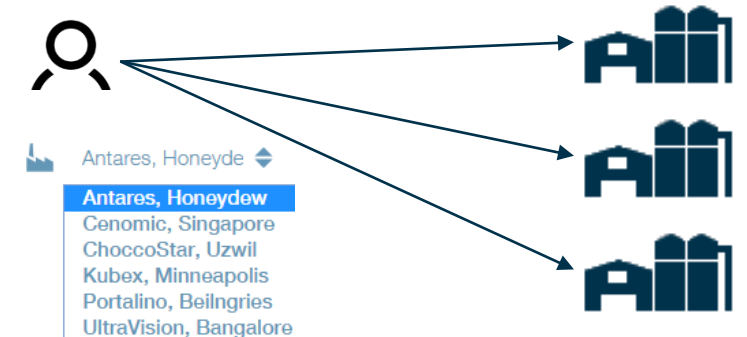 Antares, Honeyde
Antares, Honeydew
Cenomic, Singapore
ChoccoStar, Uzwil
Kubex, Minneapolis
Portalino, Beilngries
UltraVision, Bangalore